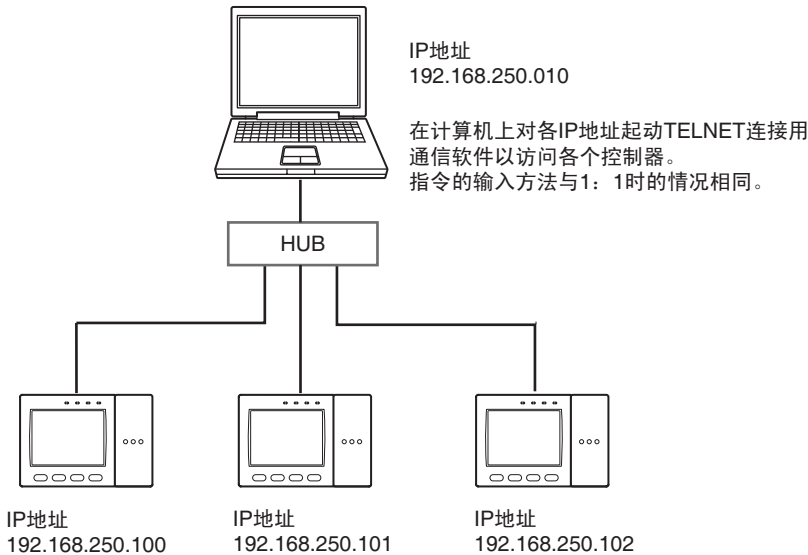 IP地址
192.168.250.010
在计算机上对各IP地址起动TELNET连接用
通信软件以访问各个控制器。
指令的输入方法与1：1时的情况相同。
HUB
IP地址
192.168.250.100
IP地址
192.168.250.101
IP地址
192.168.250.102